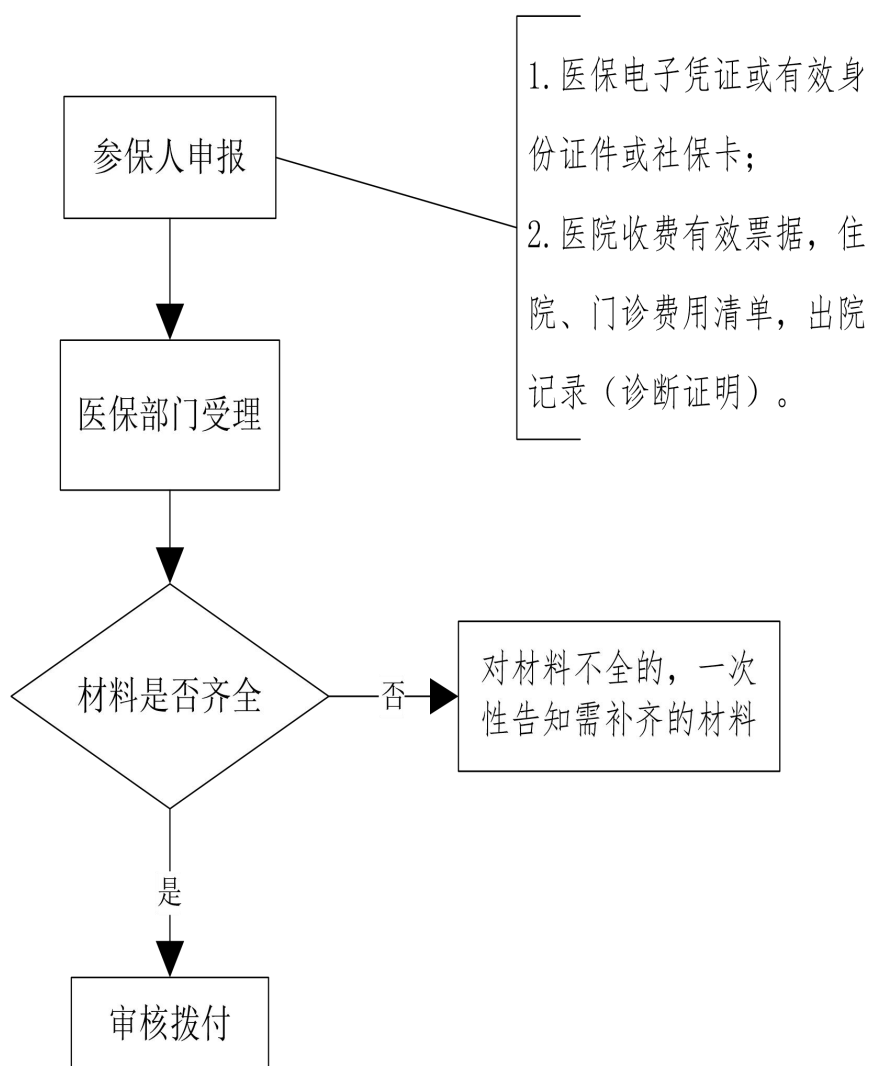 参保人申报
1.医保电子凭证或有效身
份证件或社保卡；
2.医院收费有效票据，住
院、门诊费用清单，出院
记录（诊断证明）。
医保部门受理
材料是否齐全
否
对材料不全的，一次
性告知需补齐的材料
是
审核拨付